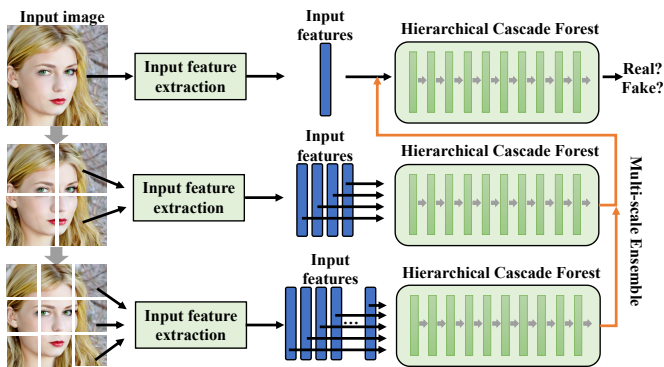 Input image
Input feature
extraction
Input
features
Hierarchical Cascade Forest
Real?
Fake?
Input feature
extraction
Input
features
Hierarchical Cascade Forest
Input feature
extraction
Input
features
...
Hierarchical Cascade Forest
Multi-scale Ensemble